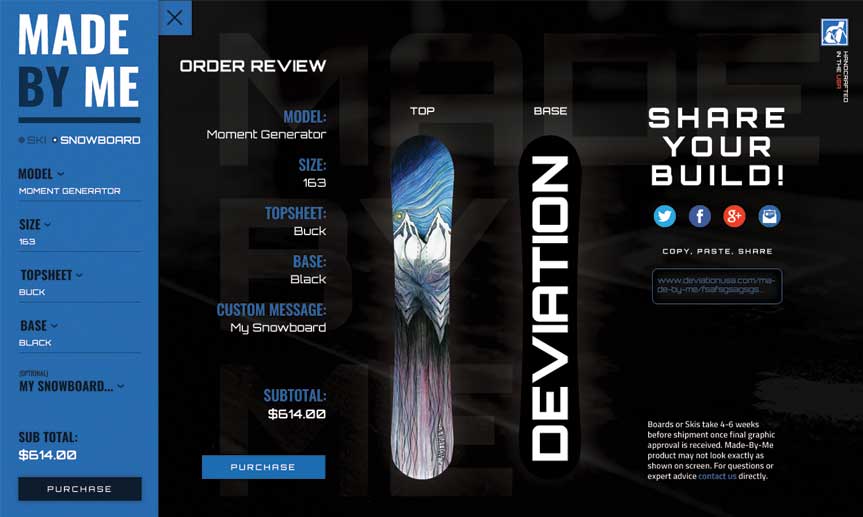 MADE
BY ME
SKI
SNOWBOARD
MODEL
MOMENT GENERATOR
SIZE
163
TOPSHEET
BUCK
BASE
BLACK
(OPTIONAL)
MY SNOWBOARD...
SUB TOTAL:
$614.00
PURCHASE
ORDER REVIEW
MODEL:
Moment Generator
SIZE:
163
TOPSHEET:
Buck
BASE:
Black
CUSTOM MESSAGE:
My Snowboard
SUBTOTAL:
$614.00
PURCHASE
MADE
BY
ME
TOP
BASE
DEVIATION
HANDCRAFTED
IN THE USA
SHARE
YOUR
BUILD!
COPY, PASTE, SHARE
www.deviationusa.com/ma-
de-by-me/fsafsgsagsgs...
Boards or Skis take 4-6 weeks
before shipment once final graphic
approval is received. Made-By-Me
product may not look exactly as
shown on screen. For questions or
expert advice contact us directly.